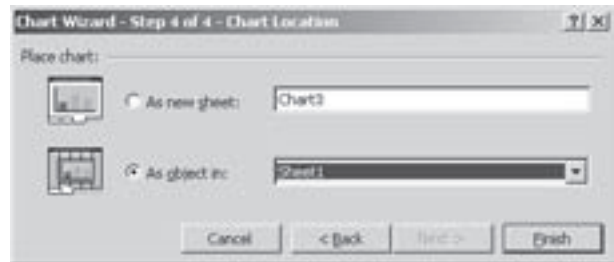 Chart Wizard - Step 4 of 4 - Chart Location
Place chart:
As new sheet: Chart3
As object in: Sheet1
Cancel < Back Next > Finish